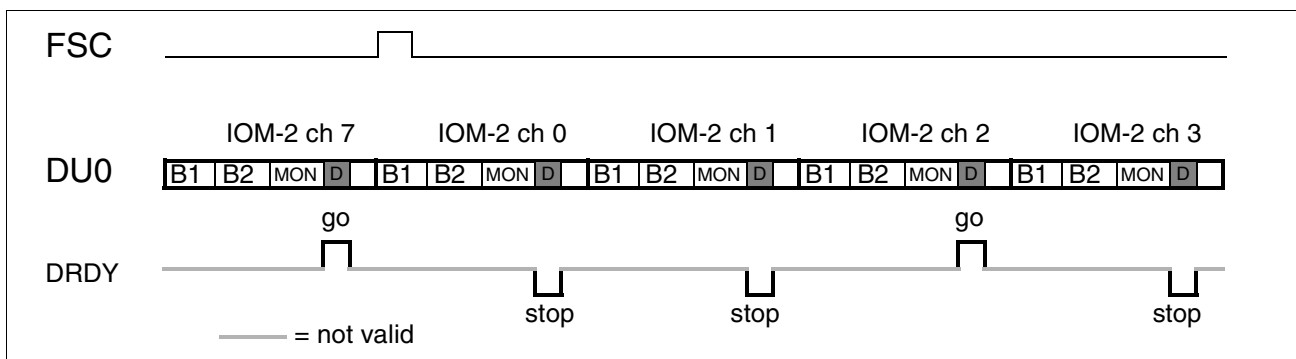 FSC
IOM-2 ch 7 IOM-2 ch 0 IOM-2 ch 1 IOM-2 ch 2 IOM-2 ch 3
DU0 B1 B2 MON D B1 B2 MON D B1 B2 MON D B1 B2 MON D B1 B2 MON D
go go
DRDY
stop stop stop
= not valid